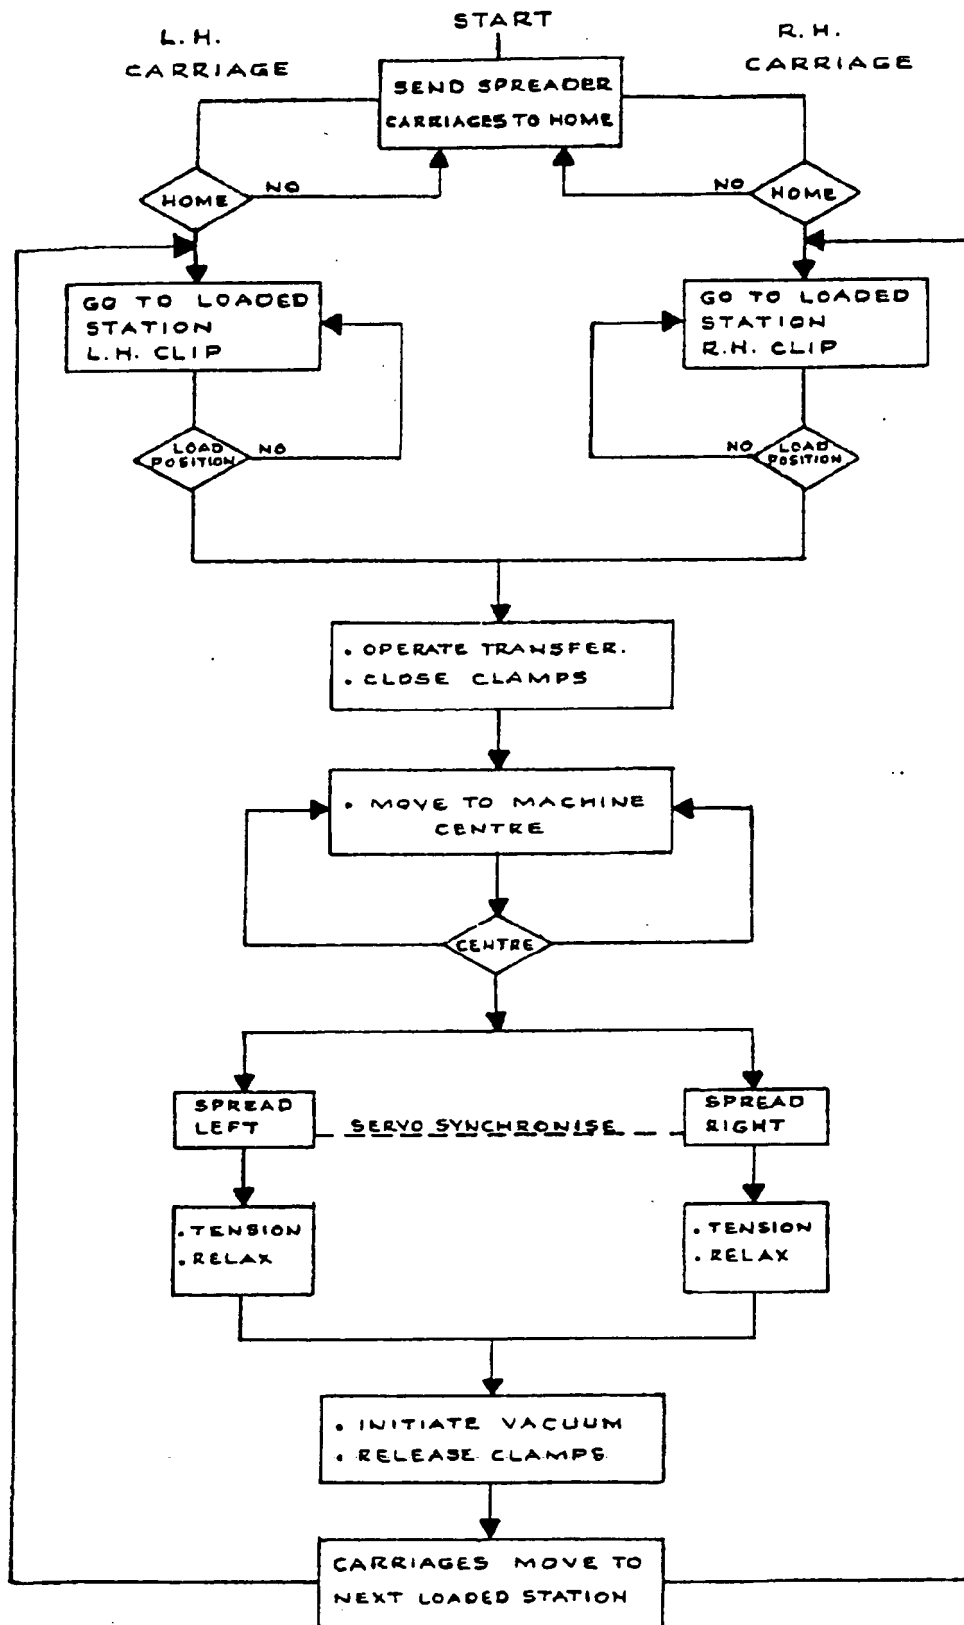 START
L.H.
CARRIAGE
R.H.
CARRIAGE
SEND SPREADER
CARRIAGES TO HOME
HOME
NO
NO
HOME
GO TO LOADED
STATION
L.H. CLIP
GO TO LOADED
STATION
R.H. CLIP
LOAD
POSITION
NO
NO
LOAD
POSITION
• OPERATE TRANSFER.
• CLOSE CLAMPS
• MOVE TO MACHINE
CENTRE
CENTRE
SPREAD
LEFT
SERVO SYNCHRONISE
SPREAD
RIGHT
• TENSION
• RELAX
• TENSION
• RELAX
• INITIATE VACUUM
• RELEASE CLAMPS
CARRIAGES MOVE TO
NEXT LOADED STATION